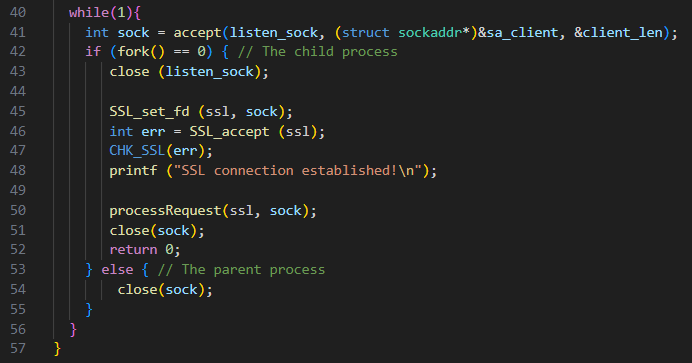 40 while(1){
41 int sock = accept(listen_sock, (struct sockaddr*)&sa_client, &client_len);
42 if (fork() == 0) { // The child process
43 close (listen_sock);
44
45 SSL_set_fd (ssl, sock);
46 int err = SSL_accept (ssl);
47 CHK_SSL(err);
48 printf ("SSL connection established!\n");
49
50 processRequest(ssl, sock);
51 close(sock);
52 return 0;
53 } else { // The parent process
54 close(sock);
55 }
56 }
57 }